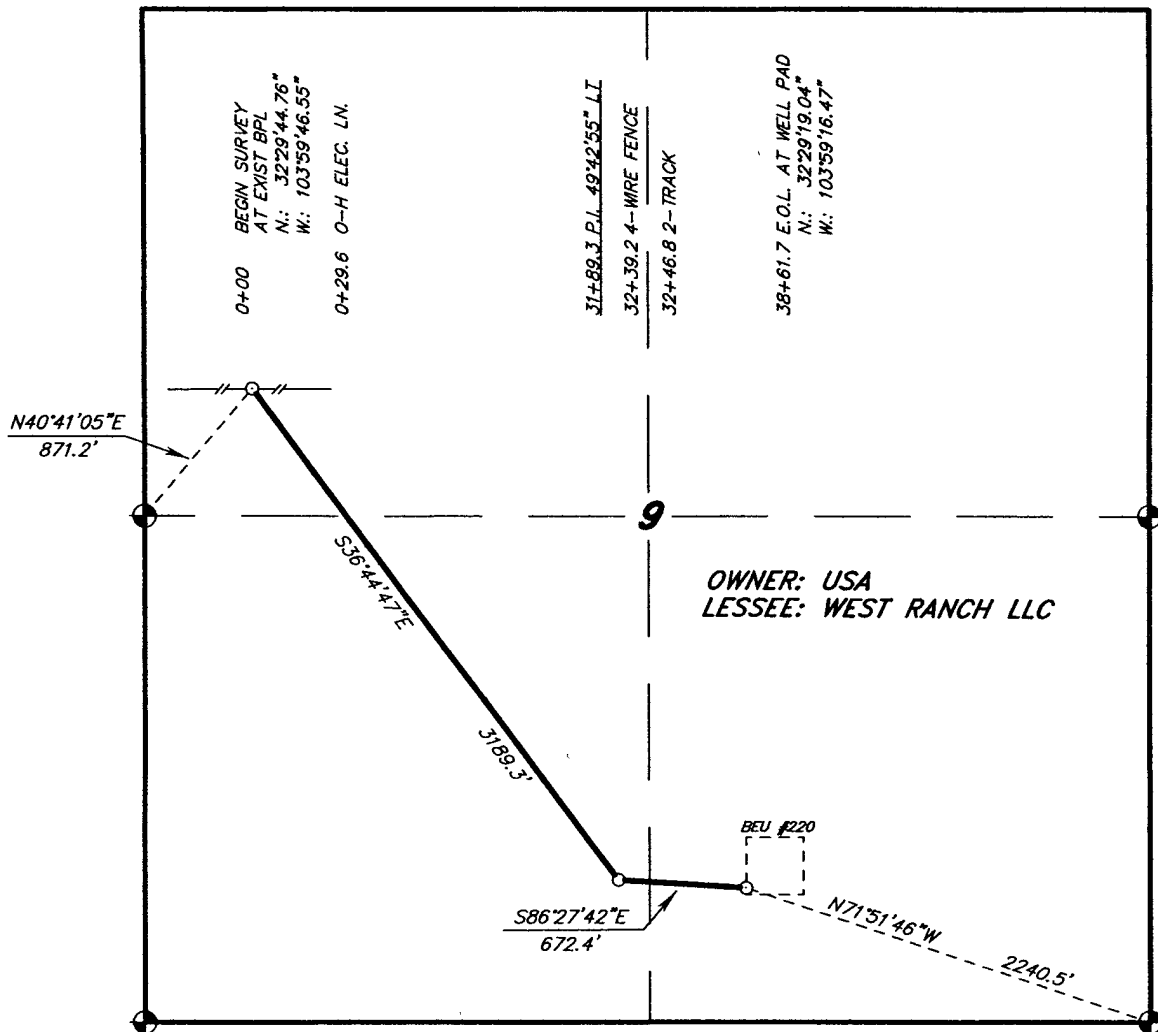 0+00 BEGIN SURVEY
AT EXIST BPL
N.: 32°29'44.76"
W.: 103°59'46.55"
0+29.6 O-H ELEC. LN.
31+89.3 P.I. 49°42'55" LT
32+39.2 4-WIRE FENCE
32+46.8 2-TRACK
38+61.7 E.O.L. AT WELL PAD
N.: 32°29'19.04"
W.: 103°59'16.47"
N40°41'05"E
871.2'
9
S36°44'47"E
3189.3'
OWNER: USA
LESSEE: WEST RANCH LLC
BEU #220
S86°27'42"E
672.4'
N71°51'46"W
2240.5'